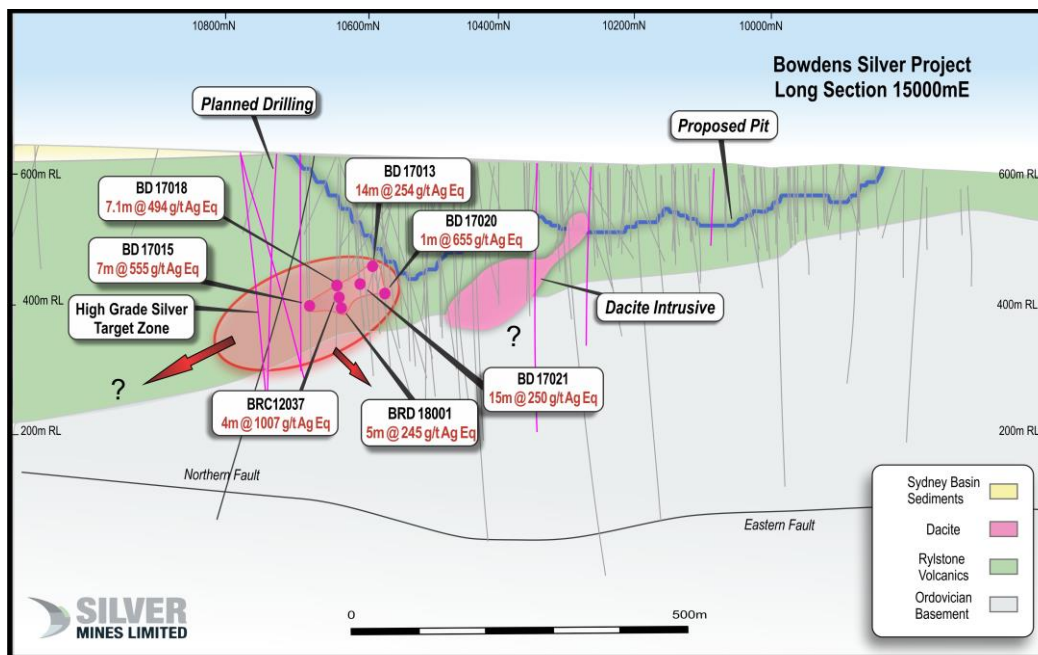 10800mN
10600mN
10400mN
10200mN
10000mN
Bowdens Silver Project
Long Section 15000mE
Planned Drilling
Proposed Pit
BD 17013
14m @ 254 g/t Ag Eq
600m RL
600m RL
BD 17018
7.1m @ 494 g/t Ag Eq
BD 17020
1m @ 655 g/t Ag Eq
BD 17015
7m @ 555 g/t Ag Eq
High Grade Silver
Target Zone
400m RL
400m RL
Dacite Intrusive
?
?
BD 17021
15m @ 250 g/t Ag Eq
BRC12037
4m @ 1007 g/t Ag Eq
BRD 18001
5m @ 245 g/t Ag Eq
200m RL
200m RL
Northern Fault
Eastern Fault
Sydney Basin
Sediments
Dacite
Rylstone
Volcanics
Ordovician
Basement
SILVER
MINES LIMITED
0
500m